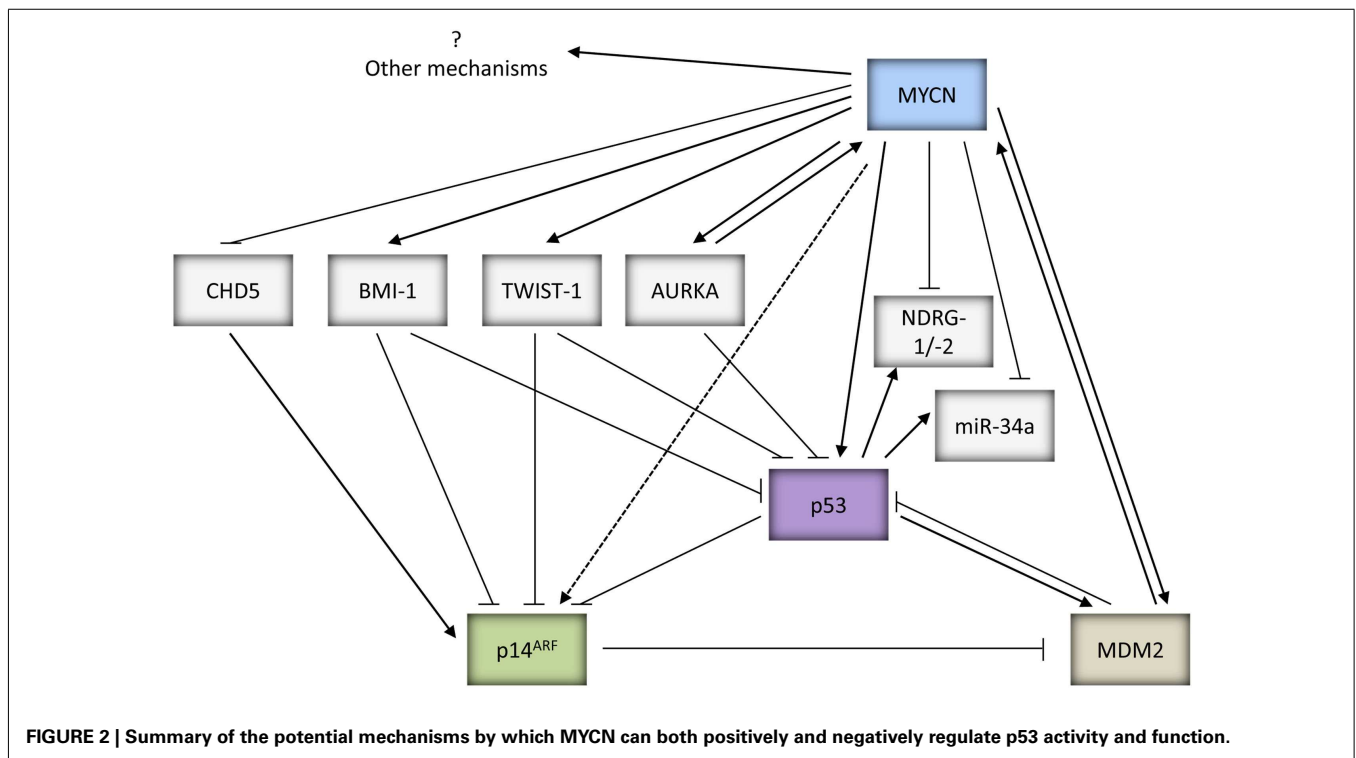 ?
Other mechanisms
MYCN
CHD5
BMI-1
TWIST-1
AURKA
NDRG-
1/-2
miR-34a
p53
p14ARF
MDM2
FIGURE 2 | Summary of the potential mechanisms by which MYCN can both positively and negatively regulate p53 activity and function.